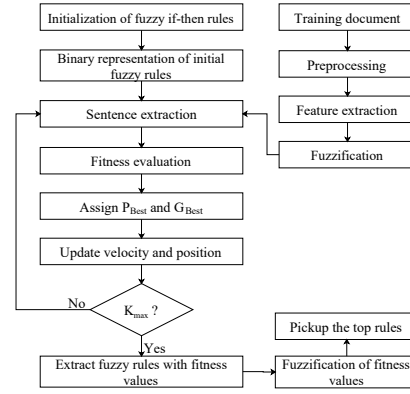 Initialization of fuzzy if-then rules
Binary representation of initial
fuzzy rules
Sentence extraction
Fitness evaluation
Assign PBest and GBest
Update velocity and position
No
Kmax ?
Yes
Extract fuzzy rules with fitness
values
Training document
Preprocessing
Feature extraction
Fuzzification
Pickup the top rules
Fuzzification of fitness
values